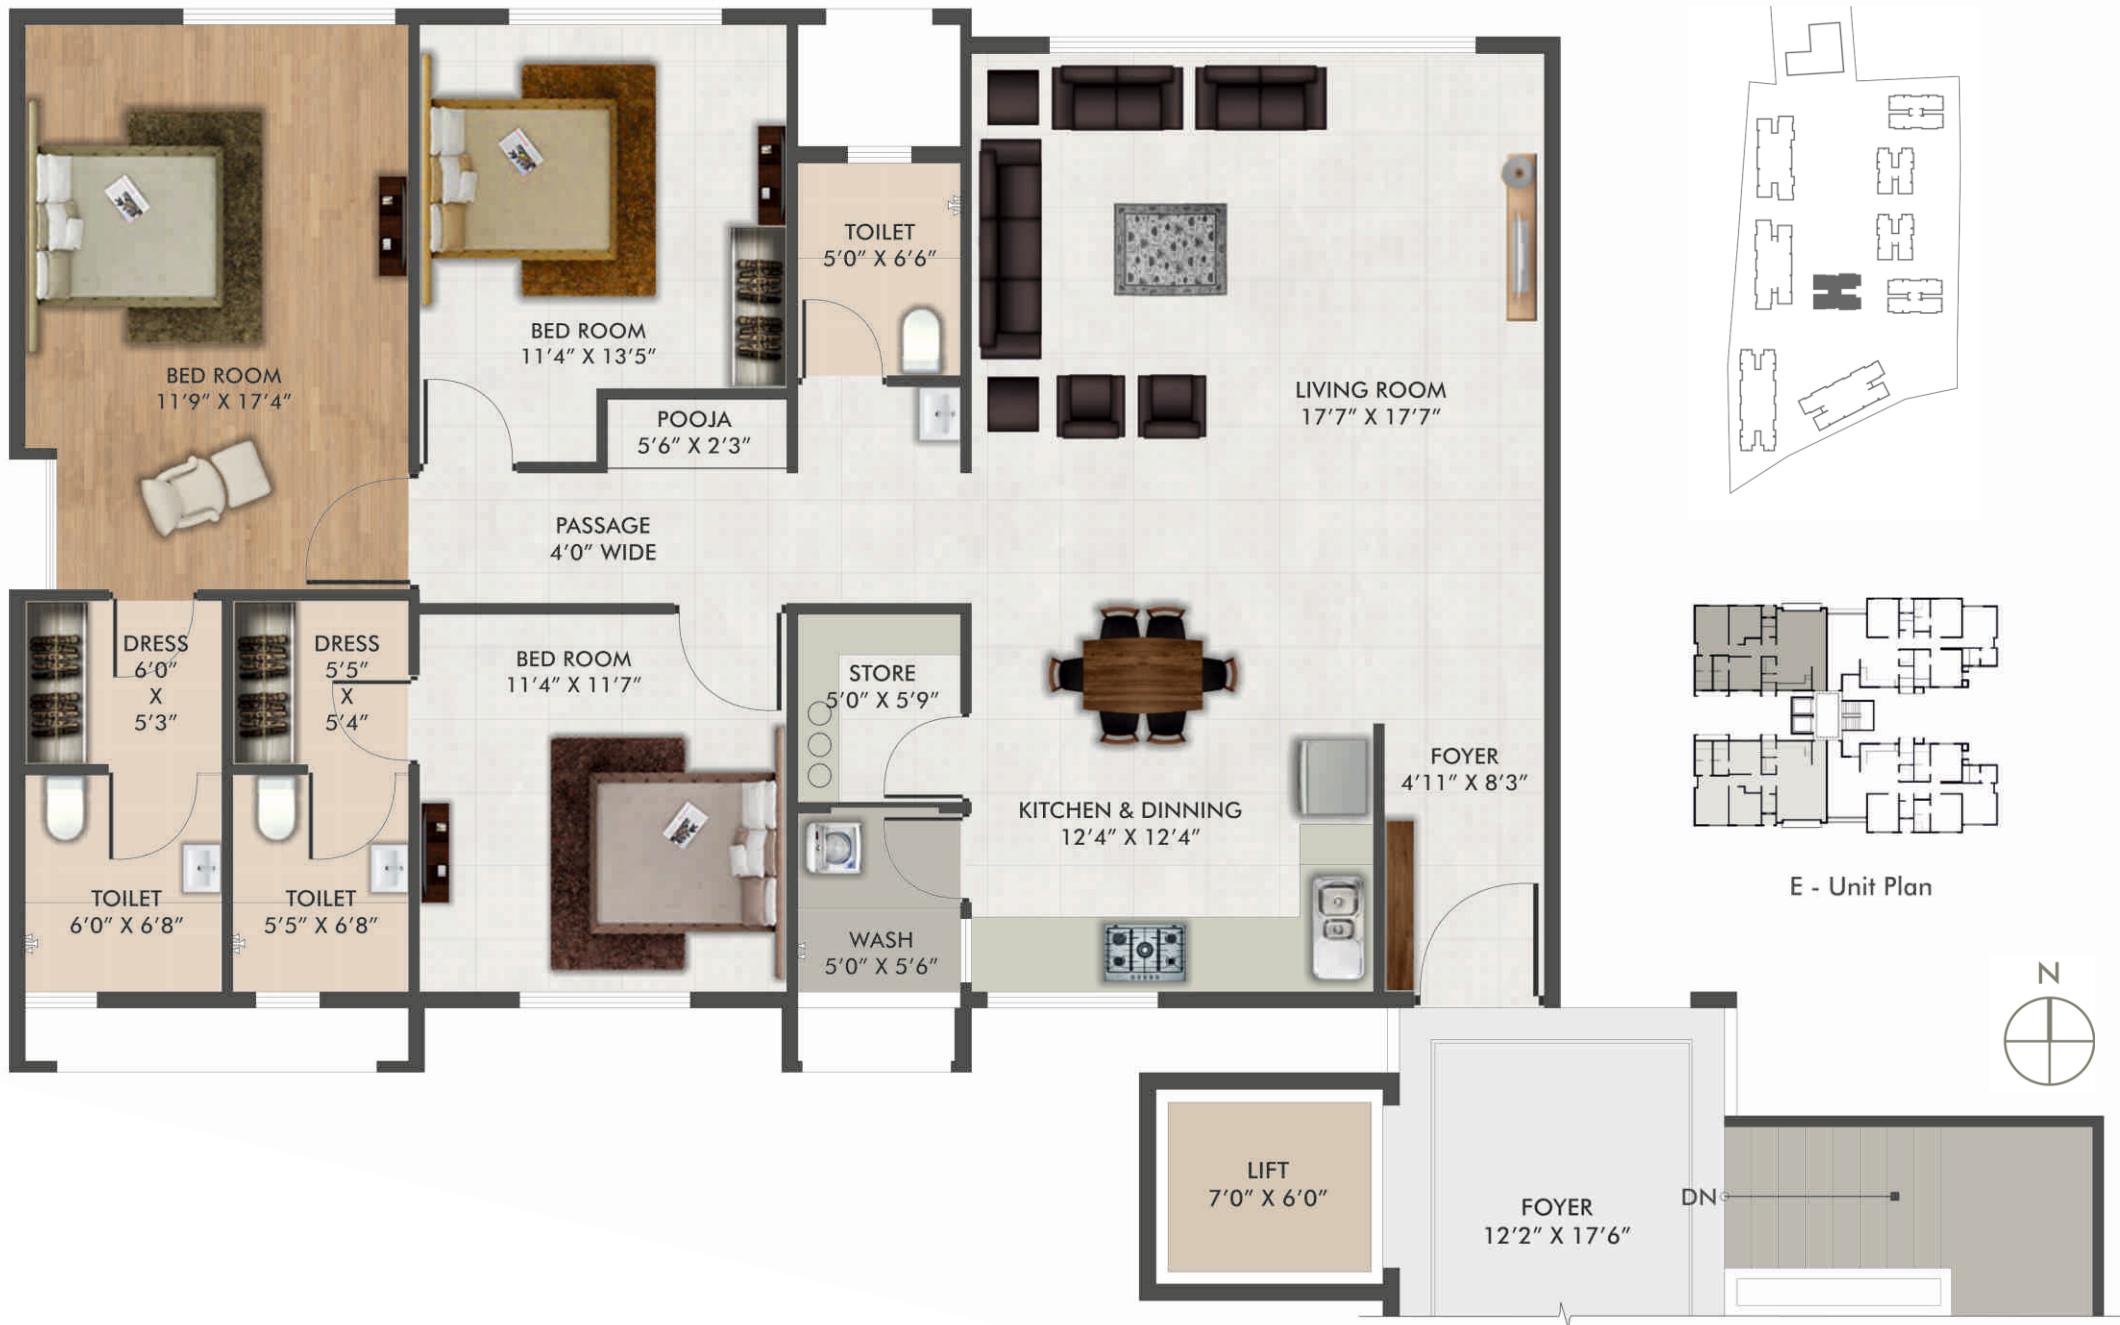 BED ROOM
11'9" X 17'4"
BED ROOM
11'4" X 13'5"
POOJA
5'6" X 2'3"
TOILET
5'0" X 6'6"
LIVING ROOM
17'7" X 17'7"
PASSAGE
4'0" WIDE
DRESS
6'0"
X
5'3"
DRESS
5'5"
X
5'4"
BED ROOM
11'4" X 11'7"
STORE
5'0" X 5'9"
KITCHEN & DINNING
12'4" X 12'4"
FOYER
4'11" X 8'3"
TOILET
6'0" X 6'8"
TOILET
5'5" X 6'8"
WASH
5'0" X 5'6"
E - Unit Plan
N
LIFT
7'0" X 6'0"
FOYER
12'2" X 17'6"
DN